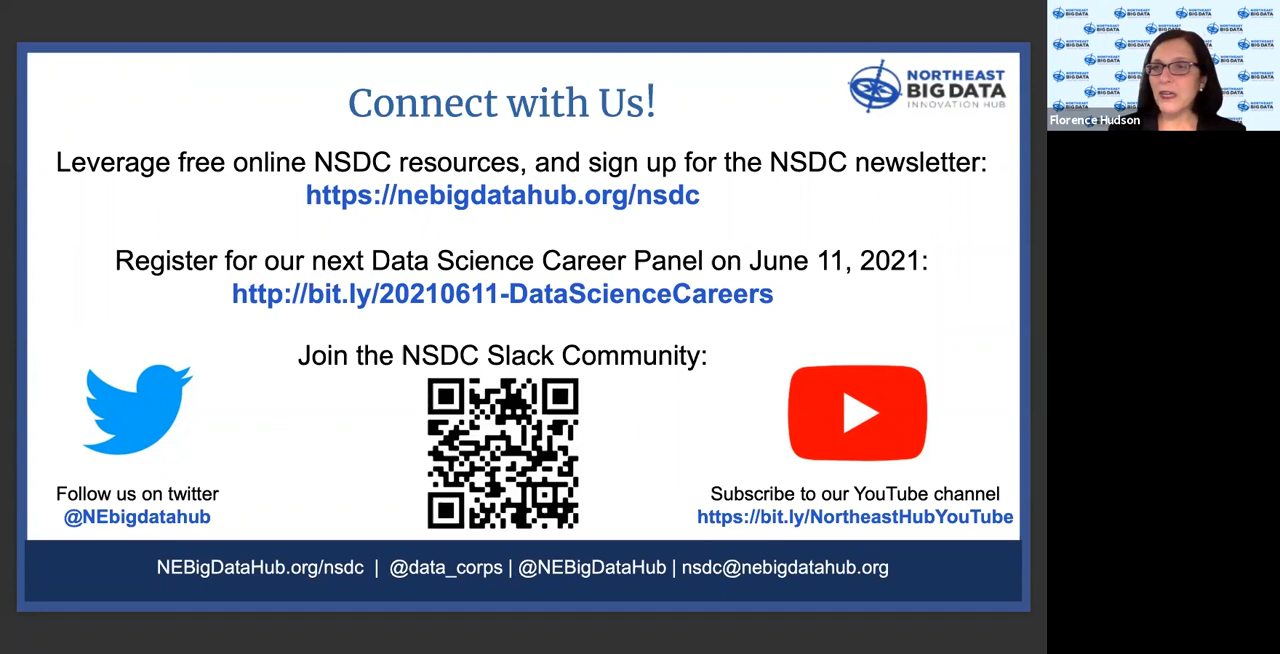 Connect with Us!
NORTHEAST
BIG DATA
INNOVATION HUB
Leverage free online NSDC resources, and sign up for the NSDC newsletter:
https://nebigdatahub.org/nsdc
Register for our next Data Science Career Panel on June 11, 2021:
http://bit.ly/20210611-DataScienceCareers
Join the NSDC Slack Community:
Follow us on twitter
@NEbigdatahub
Subscribe to our YouTube channel
https://bit.ly/NortheastHubYouTube
NEBigDataHub.org/nsdc | @data_corps | @NEBigDataHub | nsdc@nebigdatahub.org
NORTHEAST
BIG DATA
Florence Hudson